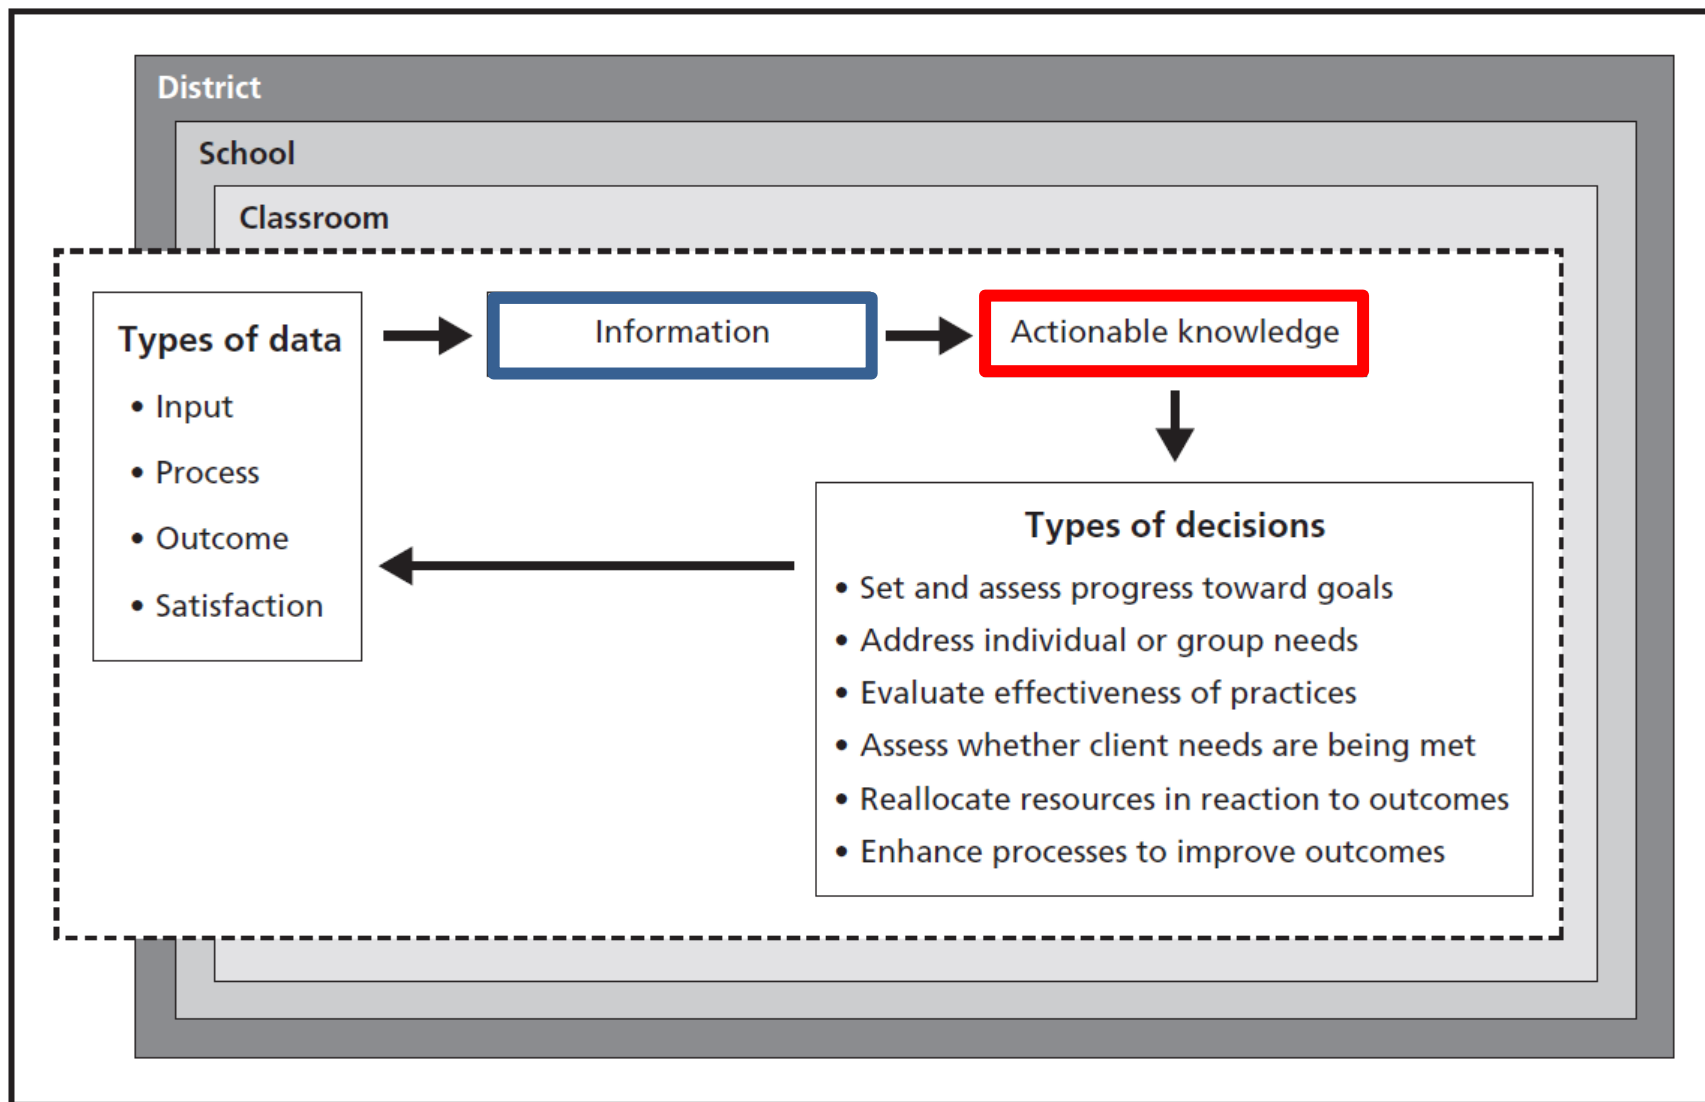 District
School
Classroom
Types of data
• Input
• Process
• Outcome
• Satisfaction
Information
Actionable knowledge
Types of decisions
• Set and assess progress toward goals
• Address individual or group needs
• Evaluate effectiveness of practices
• Assess whether client needs are being met
• Reallocate resources in reaction to outcomes
• Enhance processes to improve outcomes